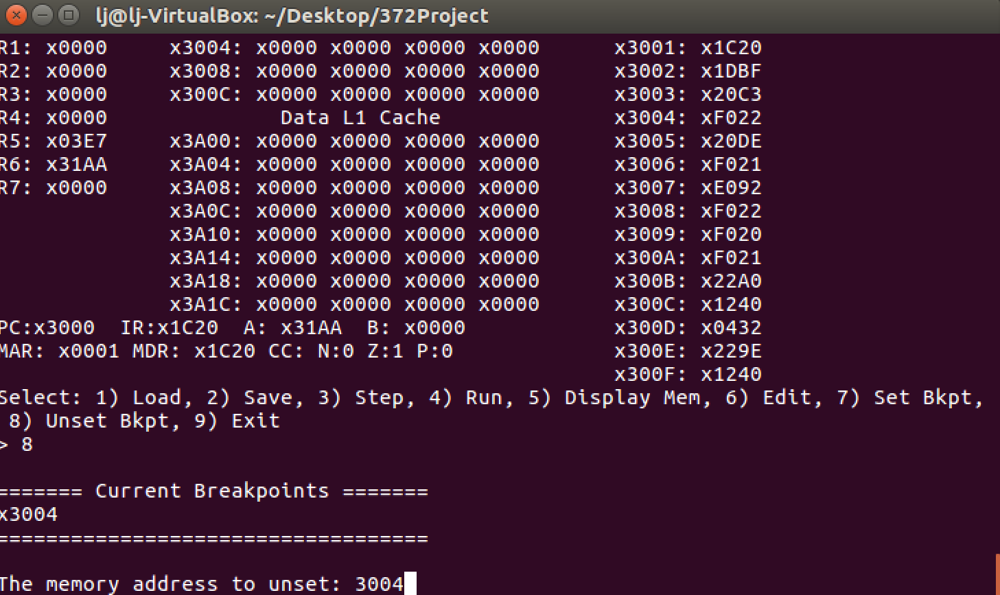 lj@lj-VirtualBox: ~/Desktop/372Project
R1: x0000 x3004: x0000 x0000 x0000 x0000 x3001: x1C20
R2: x0000 x3008: x0000 x0000 x0000 x0000 x3002: x1DBF
R3: x0000 x300C: x0000 x0000 x0000 x0000 x3003: x20C3
R4: x0000 Data L1 Cache x3004: xF022
R5: x03E7 x3A00: x0000 x0000 x0000 x0000 x3005: x20DE
R6: x31AA x3A04: x0000 x0000 x0000 x0000 x3006: xF021
R7: x0000 x3A08: x0000 x0000 x0000 x0000 x3007: xE092
x3A0C: x0000 x0000 x0000 x0000 x3008: xF022
x3A10: x0000 x0000 x0000 x0000 x3009: xF020
x3A14: x0000 x0000 x0000 x0000 x300A: xF021
x3A18: x0000 x0000 x0000 x0000 x300B: x22A0
x3A1C: x0000 x0000 x0000 x0000 x300C: x1240
PC:x3000 IR:x1C20 A: x31AA B: x0000 x300D: x0432
MAR: x0001 MDR: x1C20 CC: N:0 Z:1 P:0 x300E: x229E
x300F: x1240
Select: 1) Load, 2) Save, 3) Step, 4) Run, 5) Display Mem, 6) Edit, 7) Set Bkpt,
8) Unset Bkpt, 9) Exit
> 8
======= Current Breakpoints =======
x3004
===================================
The memory address to unset: 3004